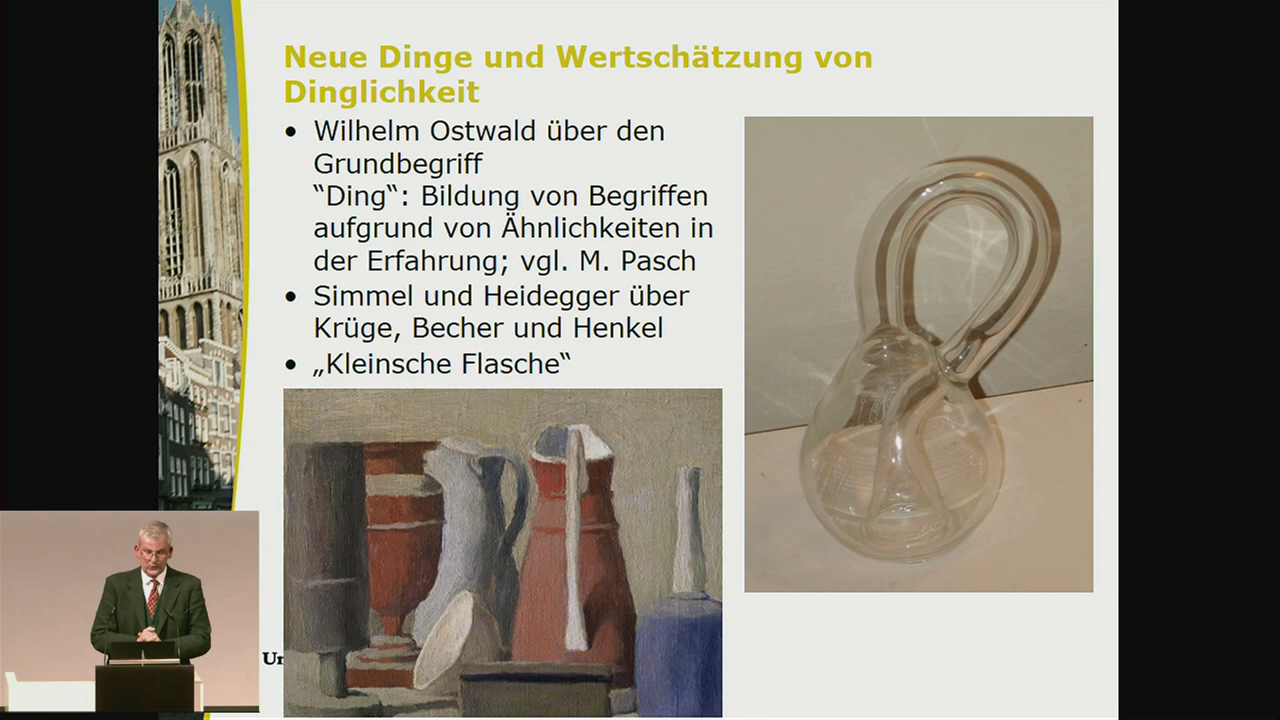 Neue Dinge und Wertschätzung von
Dinglichkeit
• Wilhelm Ostwald über den
Grundbegriff
“Ding“: Bildung von Begriffen
aufgrund von Ähnlichkeiten in
der Erfahrung; vgl. M. Pasch
• Simmel und Heidegger über
Krüge, Becher und Henkel
• „Kleinsche Flasche“